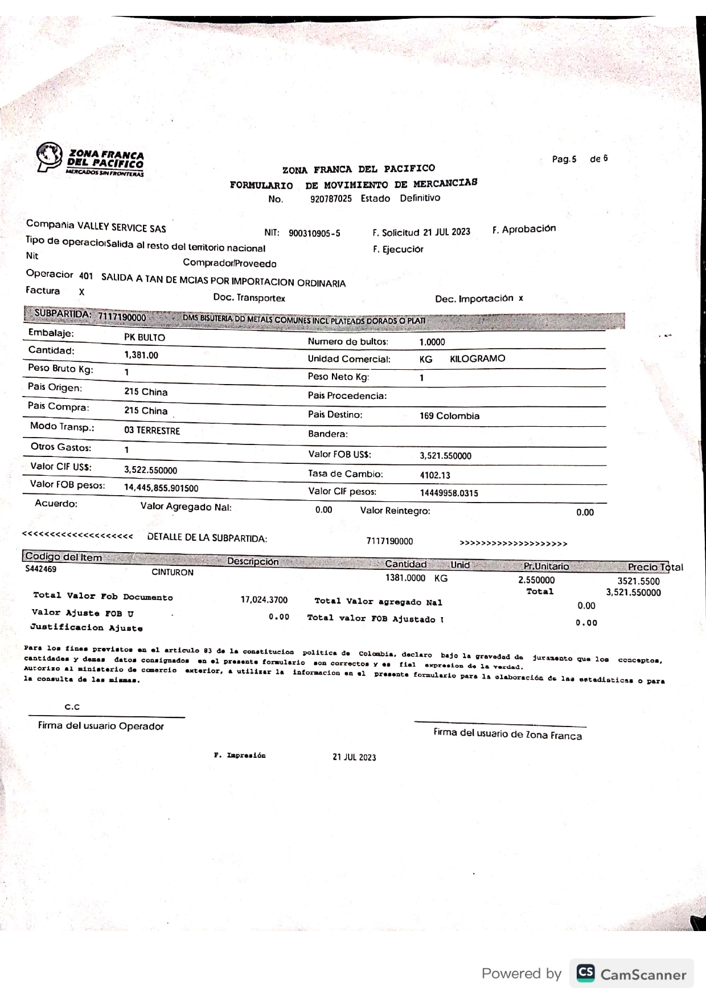 ZONA FRANCA
DEL PACIFICO
MERCADOS SIN FRONTERAS
Pag.5 de 6
ZONA FRANCA DEL PACIFICO
FORMULARIO DE MOVIMIENTO DE MERCANCIAS
No. 920787025 Estado Definitivo
Compañia VALLEY SERVICE SAS NIT: 900310905-5 F. Solicitud 21 JUL 2023 F. Aprobación
Tipo de operacioiSalida al resto del territorio nacional F. Ejecuciór
Nit Comprador/Proveedo
Operacior 401 SALIDA A TAN DE MCIAS POR IMPORTACION ORDINARIA
Factura X Doc. Transportex Dec. Importación x
SUBPARTIDA: 7117190000 DMS BISUTERIA DD METALS COMUNES INCL PLATEADS DORADS O PLATI
Embalaje: PK BULTO Numero de bultos: 1.0000
Cantidad: 1,381.00 Unidad Comercial: KG KILOGRAMO
Peso Bruto Kg: 1 Peso Neto Kg: 1
Pais Origen: 215 China Pais Procedencia:
Pais Compra: 215 China Pais Destino: 169 Colombia
Modo Transp.: 03 TERRESTRE Bandera:
Otros Gastos: 1 Valor FOB US$: 3,521.550000
Valor CIF US$: 3,522.550000 Tasa de Cambio: 4102.13
Valor FOB pesos: 14,445,855.901500 Valor CIF pesos: 14449958.0315
Acuerdo: Valor Agregado Nal: 0.00 Valor Reintegro: 0.00
<<<<<<<<<<<<<<<<<<<< DETALLE DE LA SUBPARTIDA: 7117190000 >>>>>>>>>>>>>>>>>>>>
Codigo del Item Descripción Cantidad Unid Pr.Unitario Precio Total
S442469 CINTURON 1381.0000 KG 2.550000 3521.5500
Total 3,521.550000
Total Valor Fob Documento 17,024.3700 Total Valor agregado Nal 0.00
Valor Ajuste FOB U 0.00 Total valor FOB Ajustado I 0.00
Justificacion Ajuste
Para los fines previstos en el articulo 83 de la constitucion politica de Colombia, declaro bajo la gravedad de juramento que los conceptos,
cantidades y demas datos consignados en el presente formulario son correctos y es fiel expresion de la verdad.
Autorizo al ministerio de comercio exterior, a utilizar la informacion en el presente formulario para la elaboración de las estadisticas o para
la consulta de las mismas.
C.C
Firma del usuario Operador Firma del usuario de Zona Franca
F. Impresión 21 JUL 2023
Powered by CS CamScanner